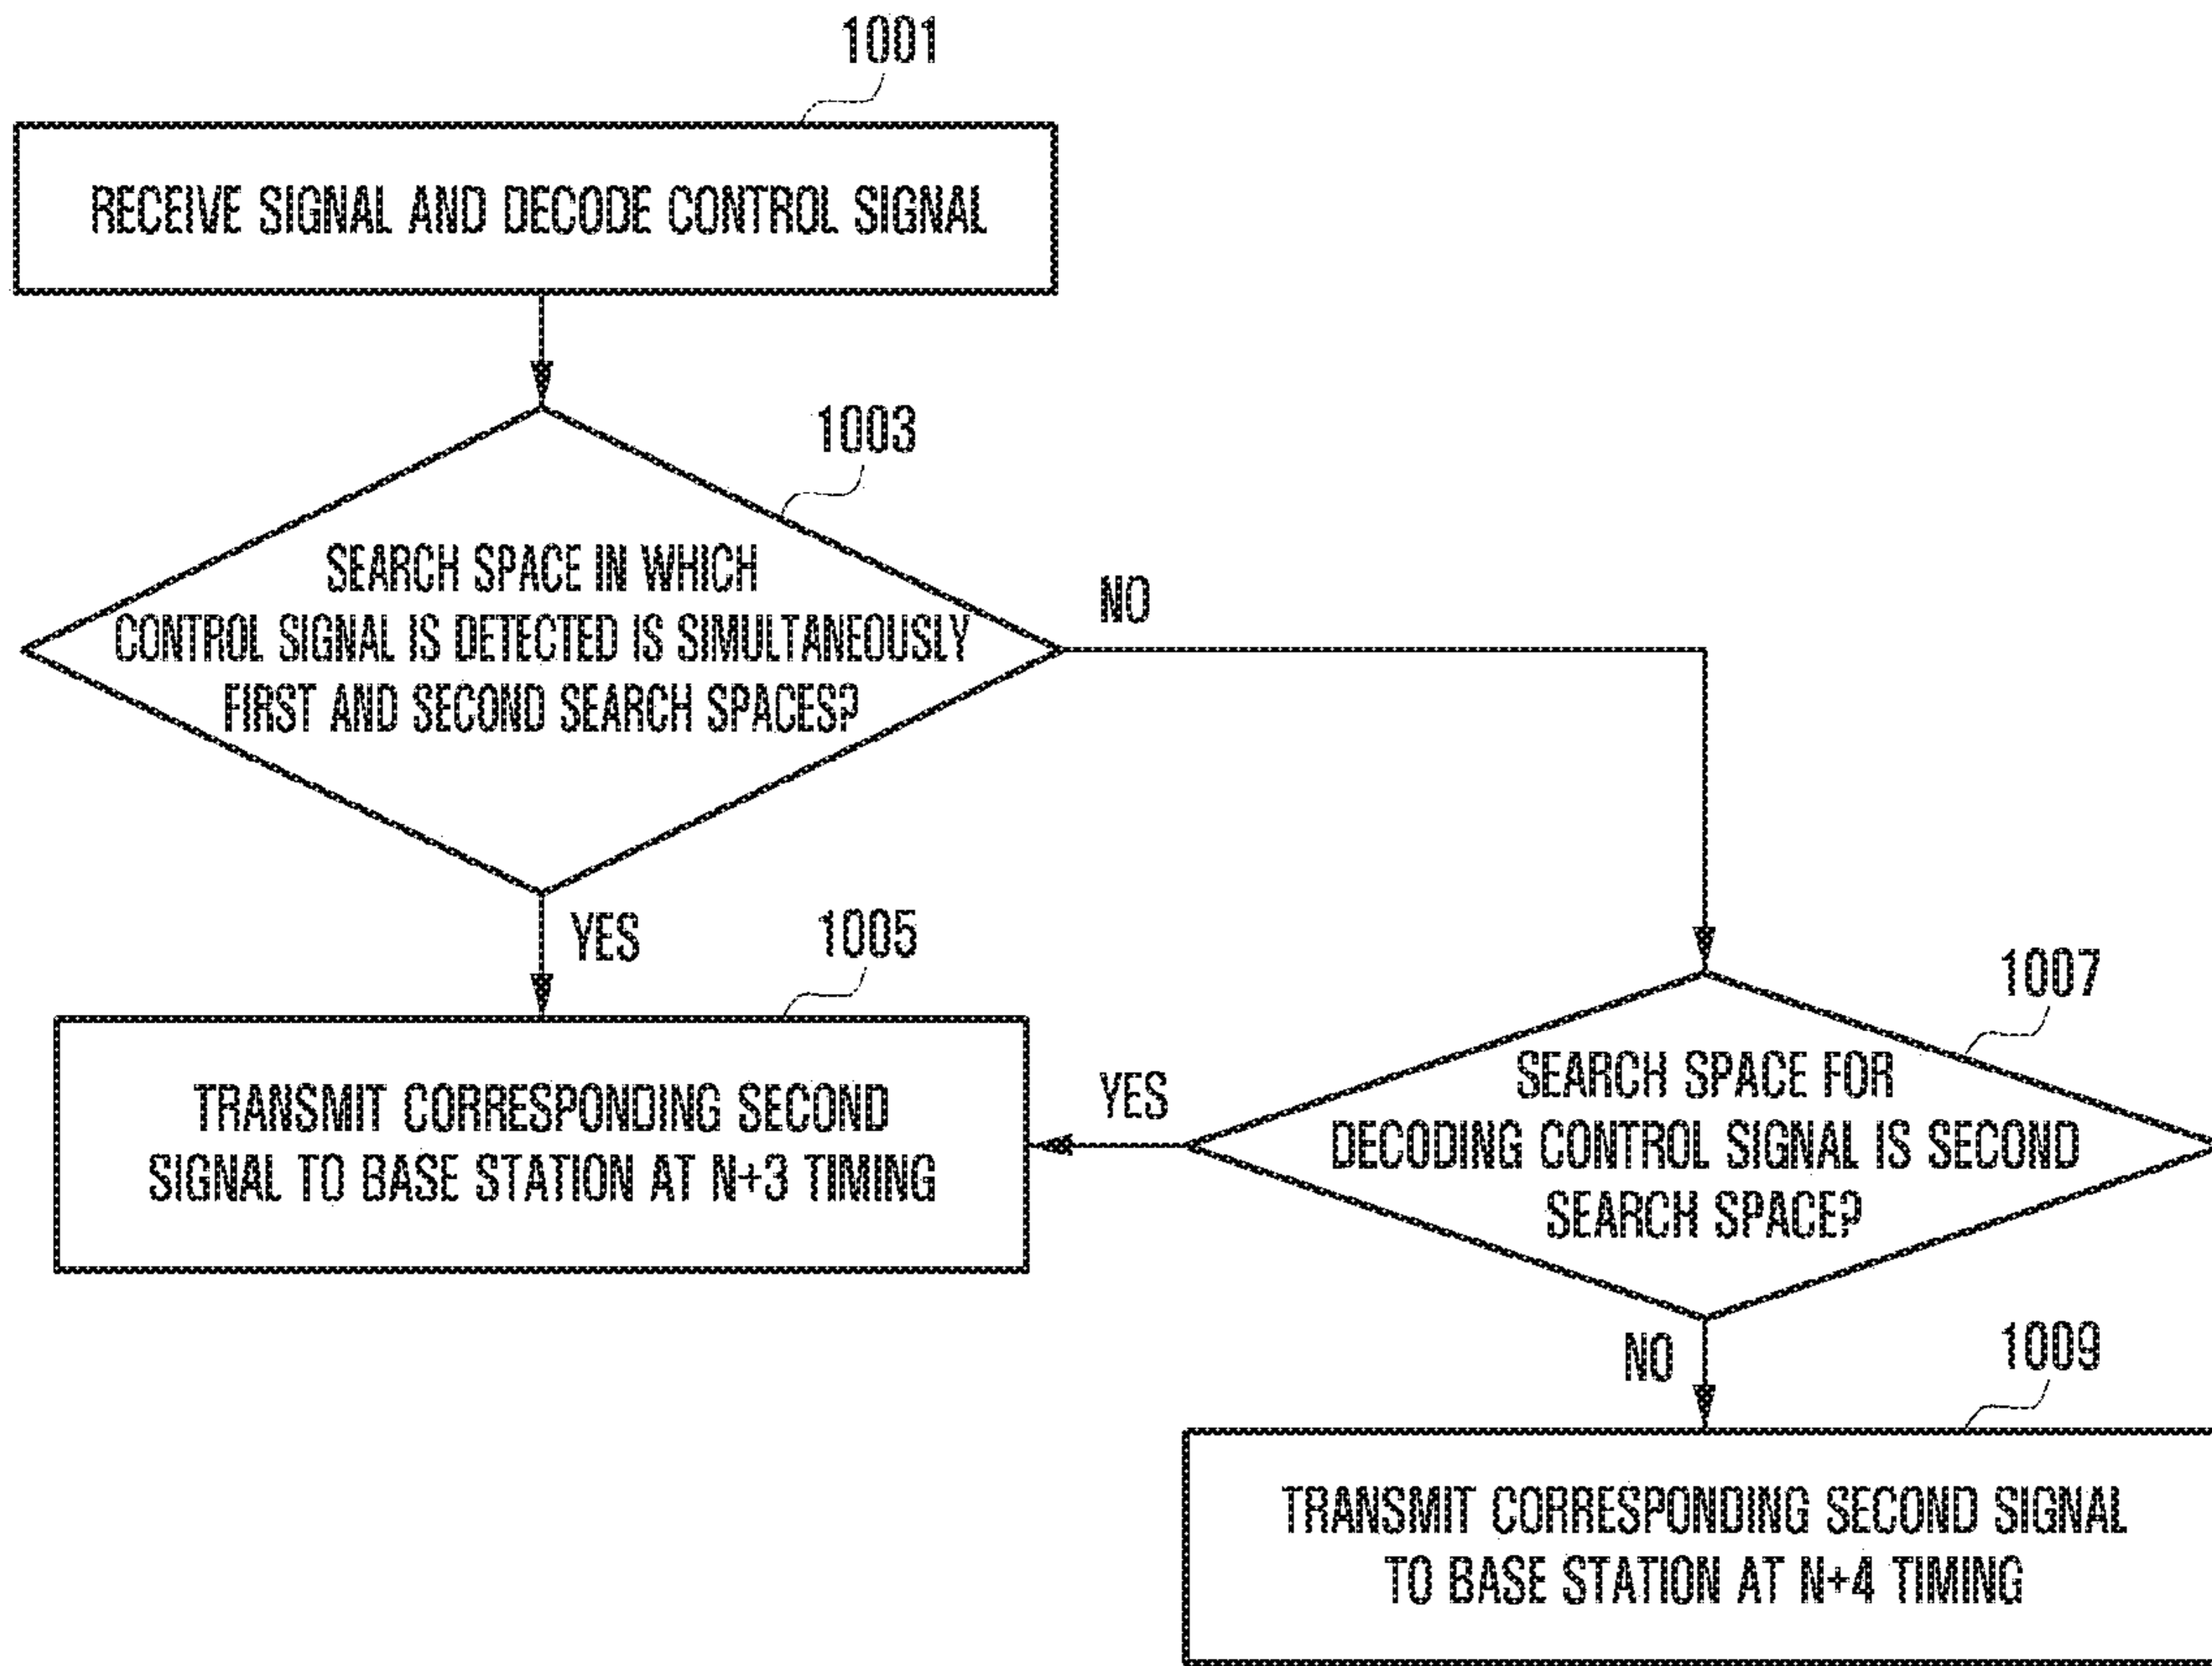 1001
RECEIVE SIGNAL AND DECODE CONTROL SIGNAL
1003
SEARCH SPACE IN WHICH
CONTROL SIGNAL IS DETECTED IS SIMULTANEOUSLY
FIRST AND SECOND SEARCH SPACES?
NO
YES
1005
TRANSMIT CORRESPONDING SECOND
SIGNAL TO BASE STATION AT N+3 TIMING
1007
SEARCH SPACE FOR
DECODING CONTROL SIGNAL IS SECOND
SEARCH SPACE?
YES
NO
1009
TRANSMIT CORRESPONDING SECOND SIGNAL
TO BASE STATION AT N+4 TIMING